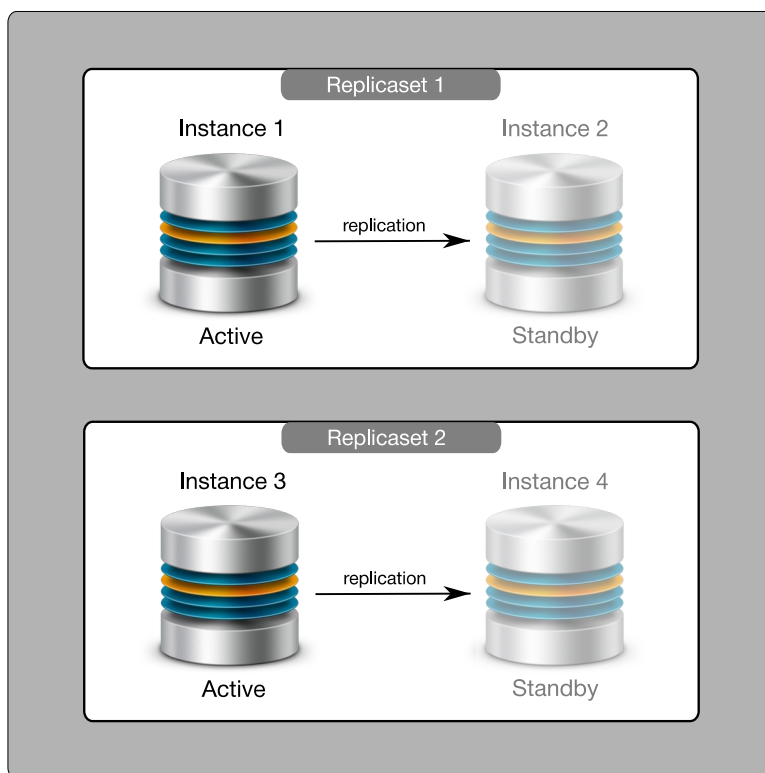 Replicaset 1
Instance 1
Instance 2
replication
Active
Standby
Replicaset 2
Instance 3
Instance 4
replication
Active
Standby